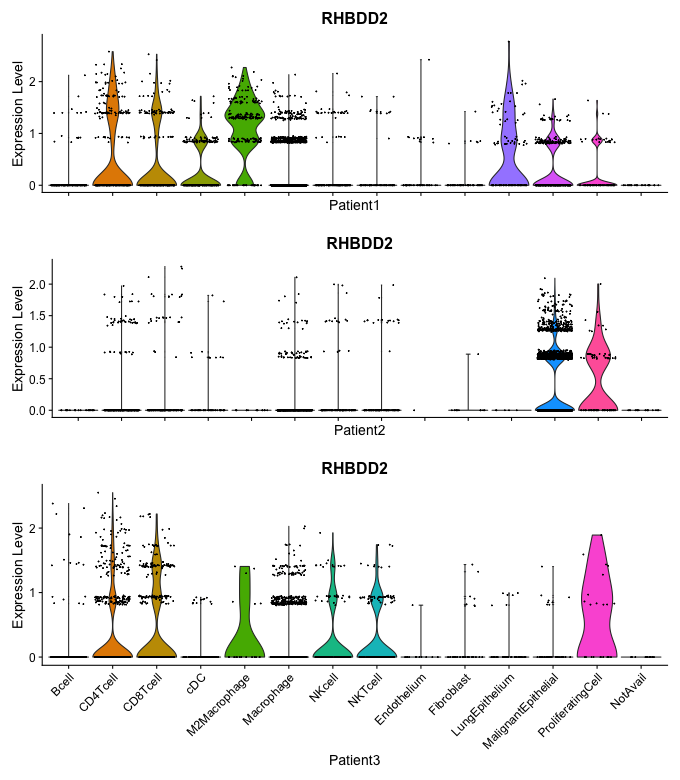 RHBDD2
Expression Level
2
1
0
Patient1
RHBDD2
Expression Level
2.0
1.5
1.0
0.5
0.0
Patient2
RHBDD2
Expression Level
2
1
0
Bcell
CD4Tcell
CD8Tcell
cDC
M2Macrophage
Macrophage
NKcell
NKTcell
Endothelium
Fibroblast
LungEpithelium
MalignantEpithelial
ProliferatingCell
NotAvail
Patient3